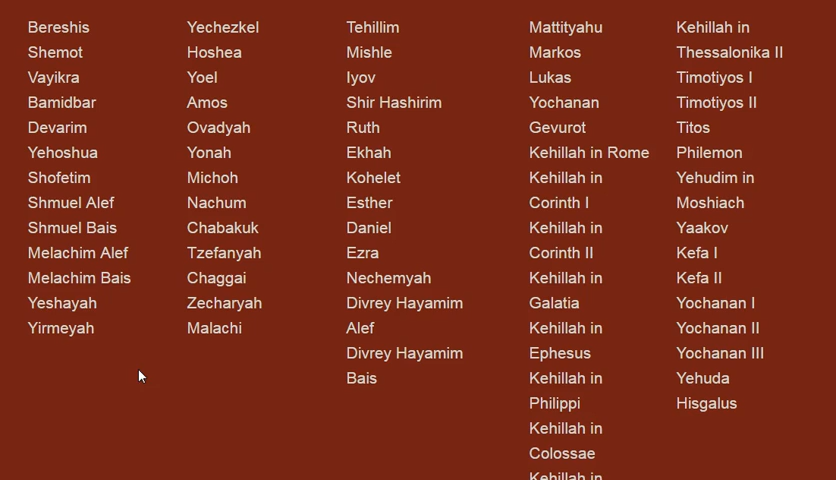 Bereshis
Shemot
Vayikra
Bamidbar
Devarim
Yehoshua
Shofetim
Shmuel Alef
Shmuel Bais
Melachim Alef
Melachim Bais
Yeshayah
Yirmeyah
Yechezkel
Hoshea
Yoel
Amos
Ovadyah
Yonah
Michoh
Nachum
Chabakuk
Tzefanyah
Chaggai
Zecharyah
Malachi
Tehillim
Mishle
Iyov
Shir Hashirim
Ruth
Ekhah
Kohelet
Esther
Daniel
Ezra
Nechemyah
Divrey Hayamim
Alef
Divrey Hayamim
Bais
Mattityahu
Markos
Lukas
Yochanan
Gevurot
Kehillah in Rome
Kehillah in
Corinth I
Kehillah in
Corinth II
Kehillah in
Galatia
Kehillah in
Ephesus
Kehillah in
Philippi
Kehillah in
Colossae
Kehillah in
Kehillah in
Thessalonika II
Timotiyos I
Timotiyos II
Titos
Philemon
Yehudim in
Moshiach
Yaakov
Kefa I
Kefa II
Yochanan I
Yochanan II
Yochanan III
Yehuda
Hisgalus